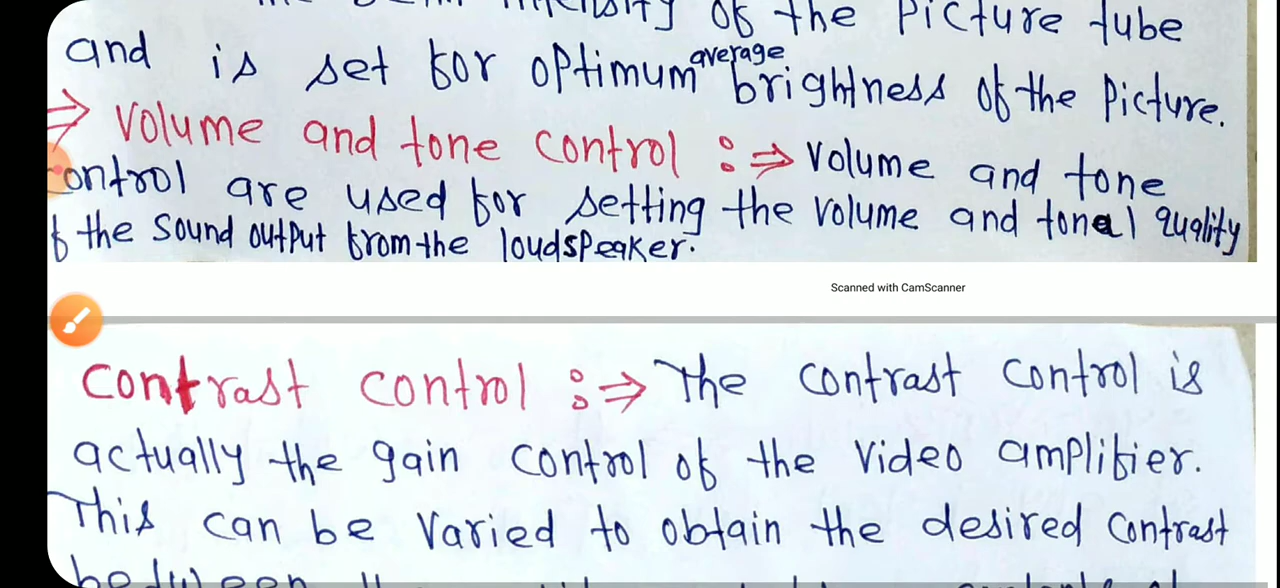 intensity of the Picture tube
and is set for optimum average brightness of the Picture.
⇒ Volume and tone control :⇒ Volume and tone
control are used for setting the volume and tonal quality
of the sound output from the loudspeaker.
Scanned with CamScanner
Contrast control :⇒ The contrast control is
actually the gain control of the video amplifier.
This can be varied to obtain the desired contrast
between